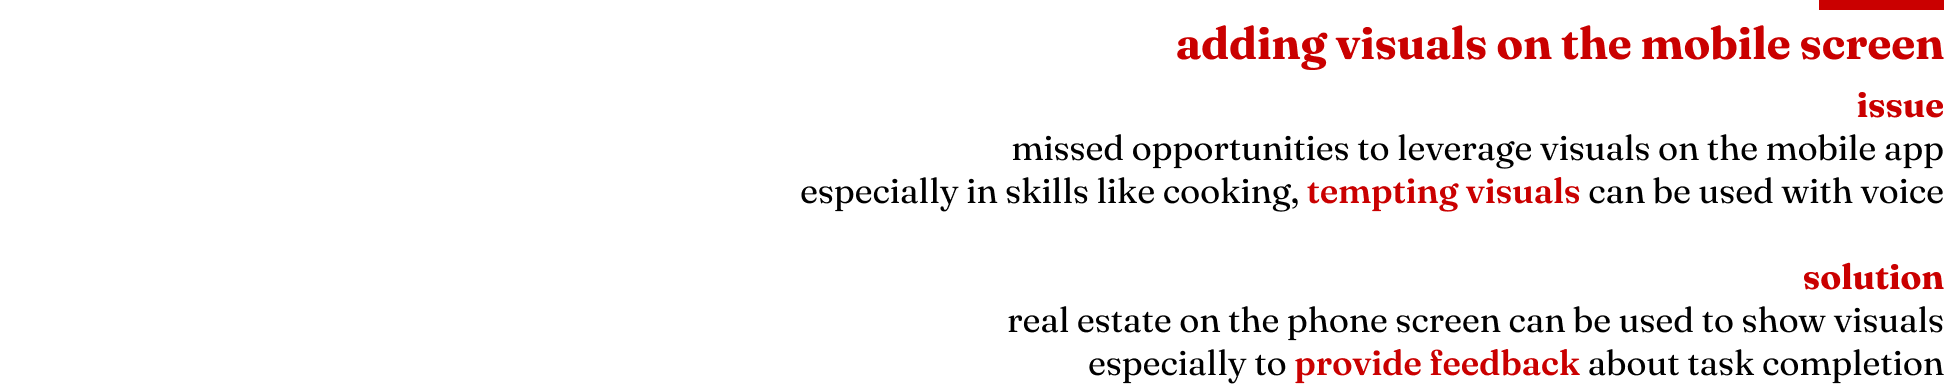 adding visuals on the mobile screen
issue
missed opportunities to leverage visuals on the mobile app
especially in skills like cooking, tempting visuals can be used with voice
solution
real estate on the phone screen can be used to show visuals
especially to provide feedback about task completion